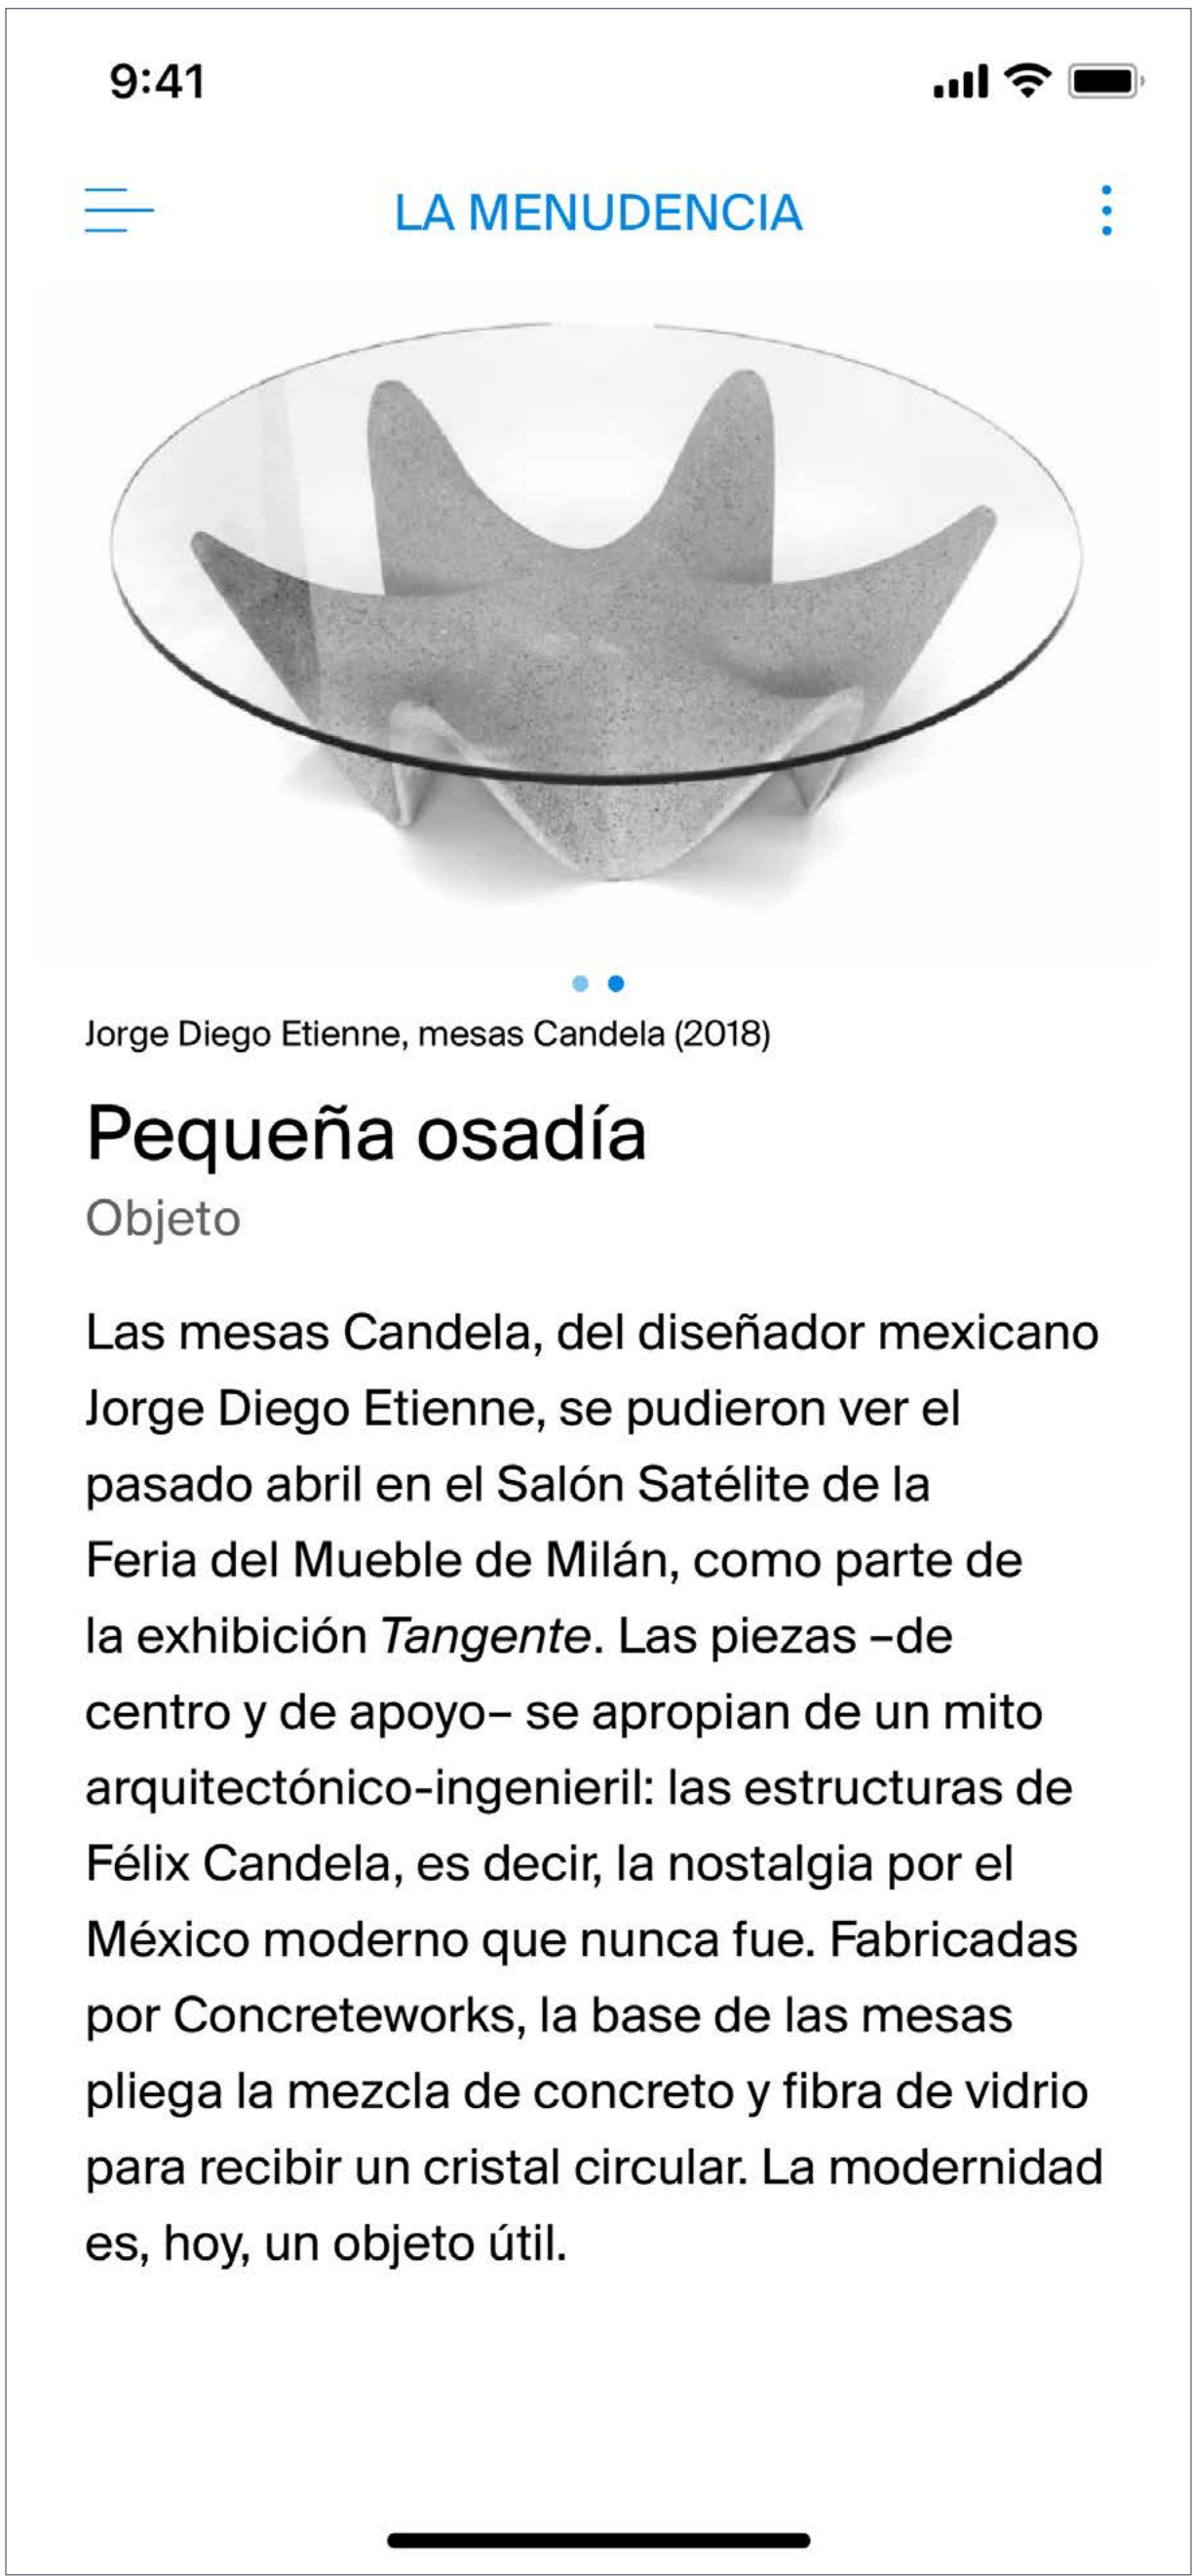 9:41
LA MENUDENCIA
Jorge Diego Etienne, mesas Candela (2018)
Pequeña osadía
Objeto
Las mesas Candela, del diseñador mexicano
Jorge Diego Etienne, se pudieron ver el
pasado abril en el Salón Satélite de la
Feria del Mueble de Milán, como parte de
la exhibición Tangente. Las piezas –de
centro y de apoyo– se apropian de un mito
arquitectónico-ingenieril: las estructuras de
Félix Candela, es decir, la nostalgia por el
México moderno que nunca fue. Fabricadas
por Concreteworks, la base de las mesas
pliega la mezcla de concreto y fibra de vidrio
para recibir un cristal circular. La modernidad
es, hoy, un objeto útil.